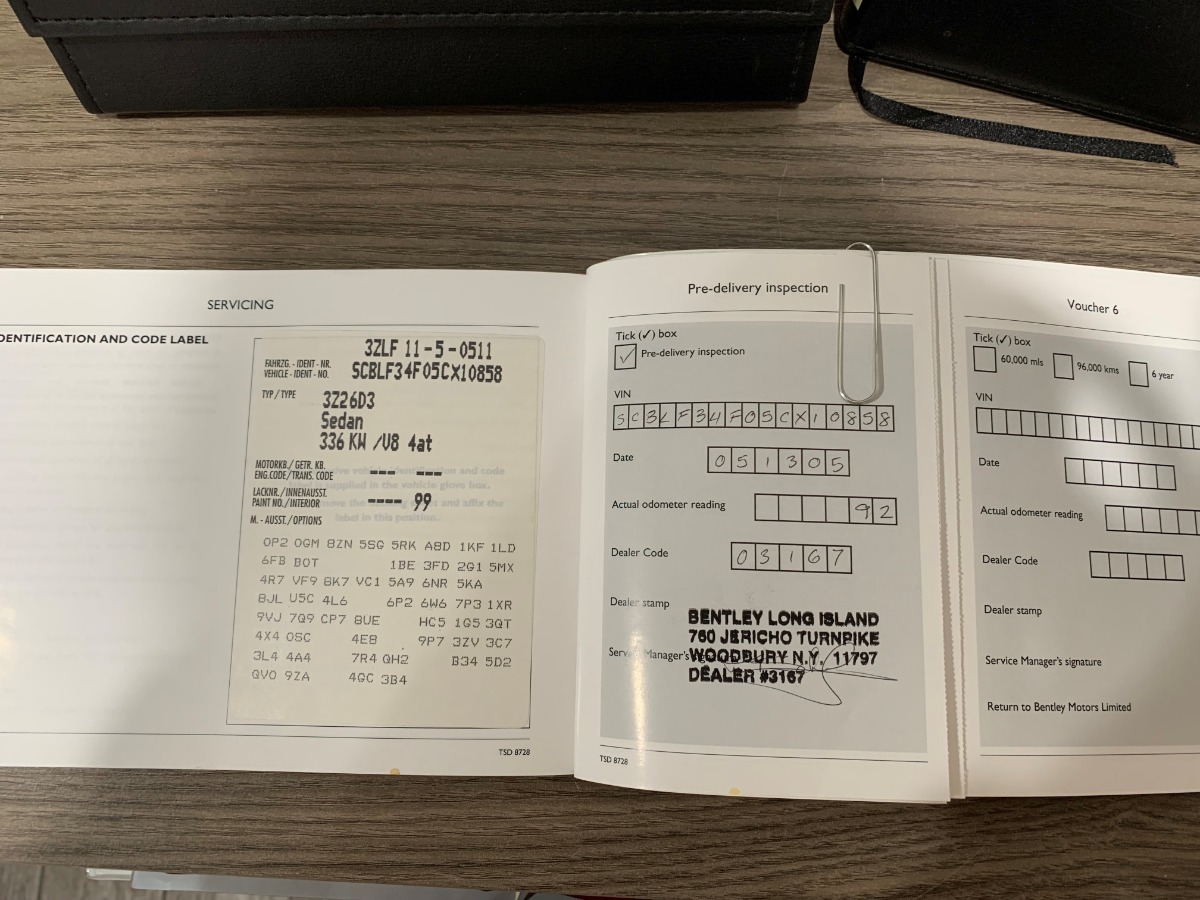 SERVICING
DENTIFICATION AND CODE LABEL
3ZLF 11-5-0511
FAHRZG. - IDENT - NR.
VEHICLE - IDENT - NO.
SCBLF34F05CX10858
TYP / TYPE
3Z26D3
Sedan
336 KW /V8 4at
MOTORKB./ GETR. KB.
ENG.CODE/TRANS. CODE
--- ---
LACKNR./INNENAUSST.
PAINT NO./INTERIOR
---- 99
M. - AUSST./OPTIONS
0P2 0GM 8ZN 5SG 5RK A8D 1KF 1LD
6FB B0T 1BE 3FD 2G1 5MX
4R7 VF9 8K7 VC1 5A9 6NR 5KA
8JL U5C 4L6 6P2 6W6 7P3 1XR
9VJ 7Q9 CP7 8UE HC5 1G5 3QT
4X4 0SC 4E8 9P7 3ZV 3C7
3L4 4A4 7R4 QH2 B34 5D2
QV0 9ZA 4GC 3B4
TSD 8728
Pre-delivery inspection
Tick (✓) box
✓ Pre-delivery inspection
VIN
SCBLF34F05CX10858
Date
051305
Actual odometer reading
92
Dealer Code
03167
Dealer stamp
BENTLEY LONG ISLAND
760 JERICHO TURNPIKE
Service Manager's
WOODBURY N.Y. 11797
DEALER #3167
TSD 8728
Voucher 6
Tick (✓) box
60,000 mls
96,000 kms
6 year
VIN
Date
Actual odometer reading
Dealer Code
Dealer stamp
Service Manager's signature
Return to Bentley Motors Limited